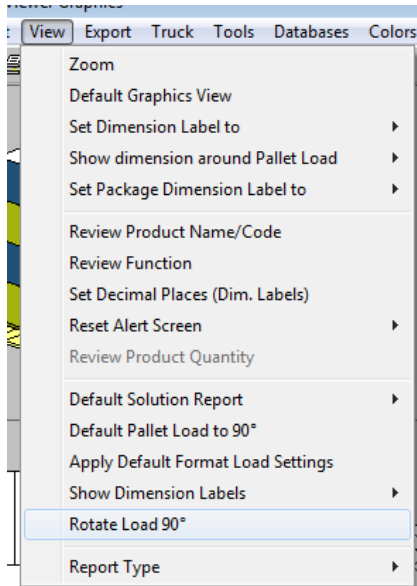 Viewer Graphics
View Export Truck Tools Databases Colors
Zoom
Default Graphics View
Set Dimension Label to
Show dimension around Pallet Load
Set Package Dimension Label to
Review Product Name/Code
Review Function
Set Decimal Places (Dim. Labels)
Reset Alert Screen
Review Product Quantity
Default Solution Report
Default Pallet Load to 90°
Apply Default Format Load Settings
Show Dimension Labels
Rotate Load 90°
Report Type